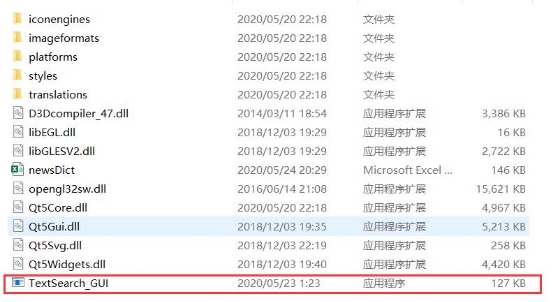 iconengines 2020/05/20 22:18 文件夹
imageformats 2020/05/20 22:18 文件夹
platforms 2020/05/20 22:18 文件夹
styles 2020/05/20 22:18 文件夹
translations 2020/05/20 22:18 文件夹
D3Dcompiler_47.dll 2014/03/11 18:54 应用程序扩展 3,386 KB
libEGL.dll 2018/12/03 19:29 应用程序扩展 16 KB
libGLESV2.dll 2018/12/03 19:29 应用程序扩展 2,722 KB
newsDict 2020/05/24 20:29 Microsoft Excel ... 146 KB
opengl32sw.dll 2016/06/14 21:08 应用程序扩展 15,621 KB
Qt5Core.dll 2020/05/20 22:18 应用程序扩展 4,967 KB
Qt5Gui.dll 2018/12/03 19:35 应用程序扩展 5,213 KB
Qt5Svg.dll 2018/12/03 22:19 应用程序扩展 258 KB
Qt5Widgets.dll 2018/12/03 19:40 应用程序扩展 4,420 KB
TextSearch_GUI 2020/05/23 1:23 应用程序 127 KB